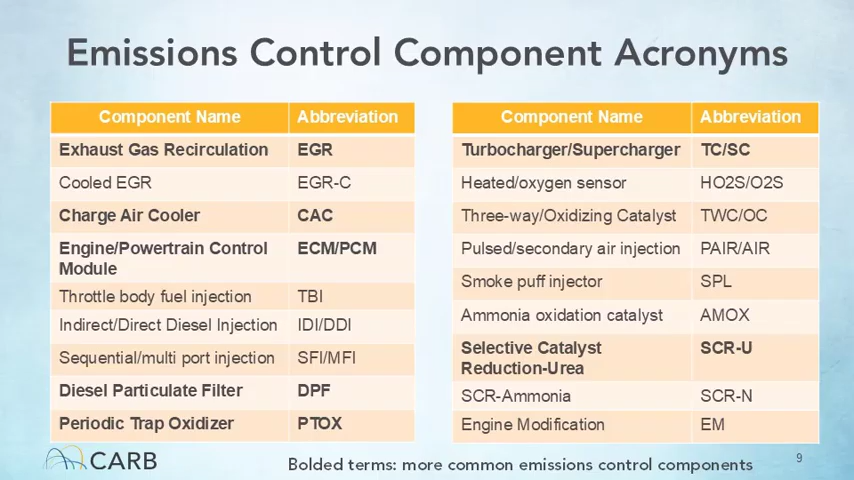 Emissions Control Component Acronyms
Component Name Abbreviation
Exhaust Gas Recirculation EGR
Cooled EGR EGR-C
Charge Air Cooler CAC
Engine/Powertrain Control ECM/PCM
Module
Throttle body fuel injection TBI
Indirect/Direct Diesel Injection IDI/DDI
Sequential/multi port injection SFI/MFI
Diesel Particulate Filter DPF
Periodic Trap Oxidizer PTOX
Component Name Abbreviation
Turbocharger/Supercharger TC/SC
Heated/oxygen sensor HO2S/O2S
Three-way/Oxidizing Catalyst TWC/OC
Pulsed/secondary air injection PAIR/AIR
Smoke puff injector SPL
Ammonia oxidation catalyst AMOX
Selective Catalyst SCR-U
Reduction-Urea
SCR-Ammonia SCR-N
Engine Modification EM
CARB
Bolded terms: more common emissions control components
9